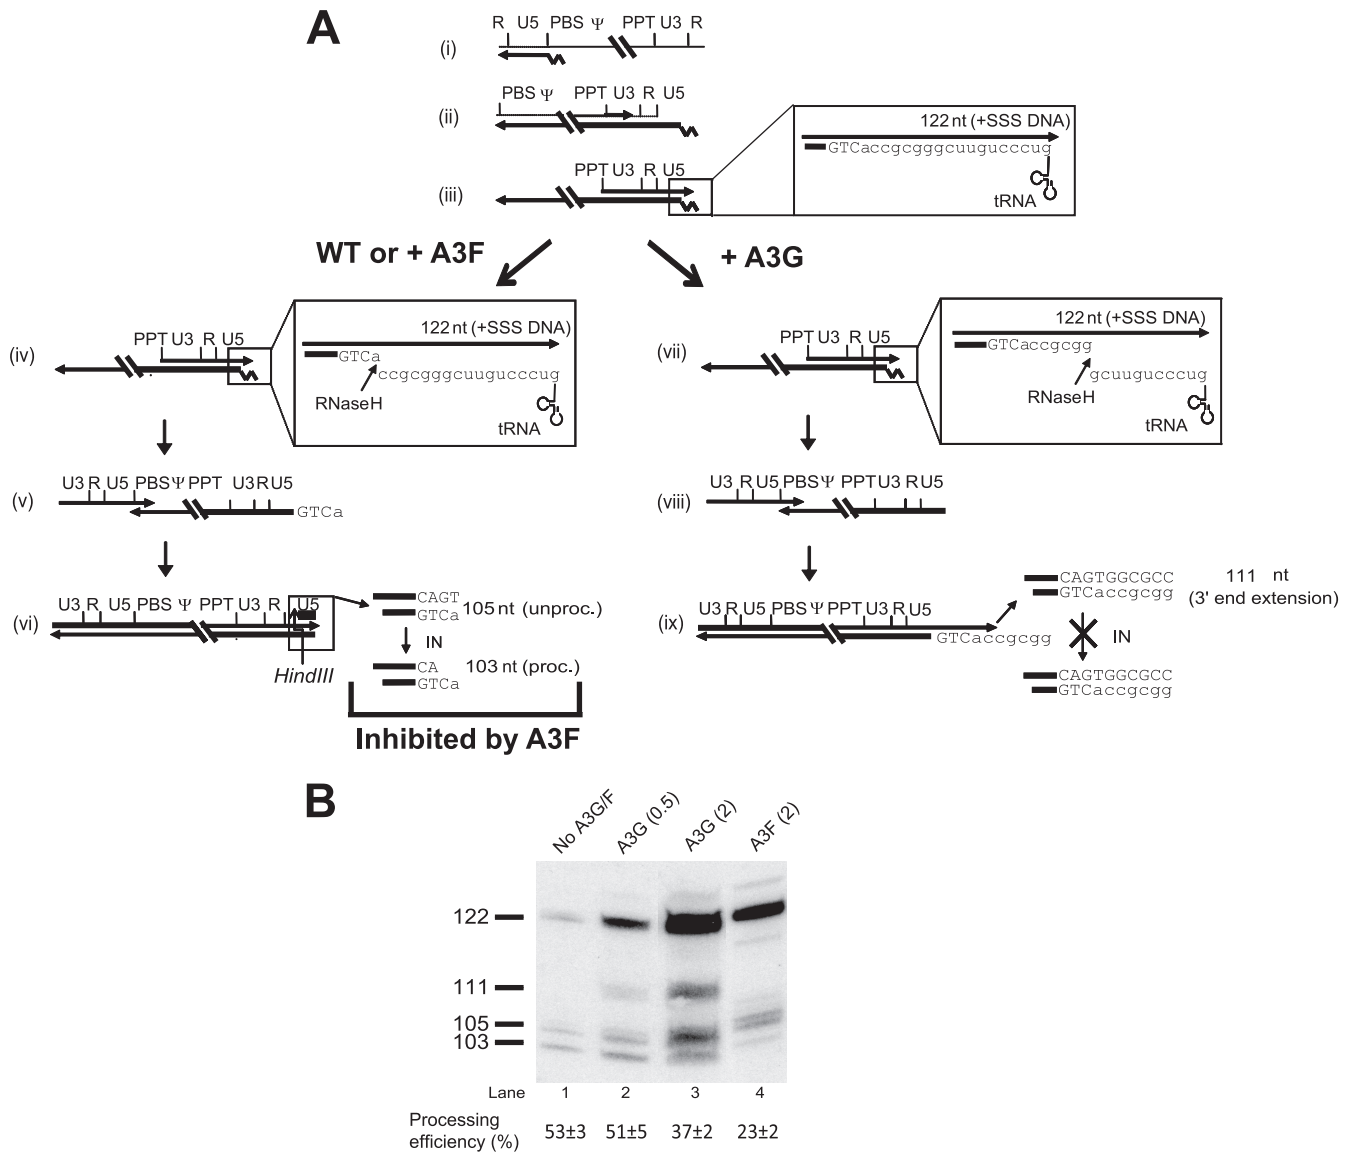 A
R U5 PBS Ψ PPT U3 R
(i)
PBS Ψ PPT U3 R U5
(ii)
122 nt (+SSS DNA)
GTCaccgcgggcuugucccug
tRNA
PPT U3 R U5
(iii)
WT or + A3F
+ A3G
122 nt (+SSS DNA)
PPT U3 R U5
(iv)
GTCa
ccgcgggcuugucccug
RNaseH
tRNA
122 nt (+SSS DNA)
PPT U3 R U5
(vii)
GTCaccgcgg
gcuugucccug
RNaseH
tRNA
U3 R U5 PBS Ψ PPT U3 R U5
(v)
GTCa
U3 R U5 PBS Ψ PPT U3 R U5
(viii)
U3 R U5 PBS Ψ PPT U3 R U5
(vi)
HindIII
CAGT
GTCa
105 nt (unproc.)
IN
CA
GTCa
103 nt (proc.)
Inhibited by A3F
U3 R U5 PBS Ψ PPT U3 R U5
(ix)
GTCaccgcgg
CAGTGGCGCC
GTCaccgcgg
111 nt
(3' end extension)
IN
CAGTGGCGCC
GTCaccgcgg
B
No A3G/F
A3G (0.5)
A3G (2)
A3F (2)
122
111
105
103
Lane 1 2 3 4
Processing
efficiency (%) 53±3 51±5 37±2 23±2